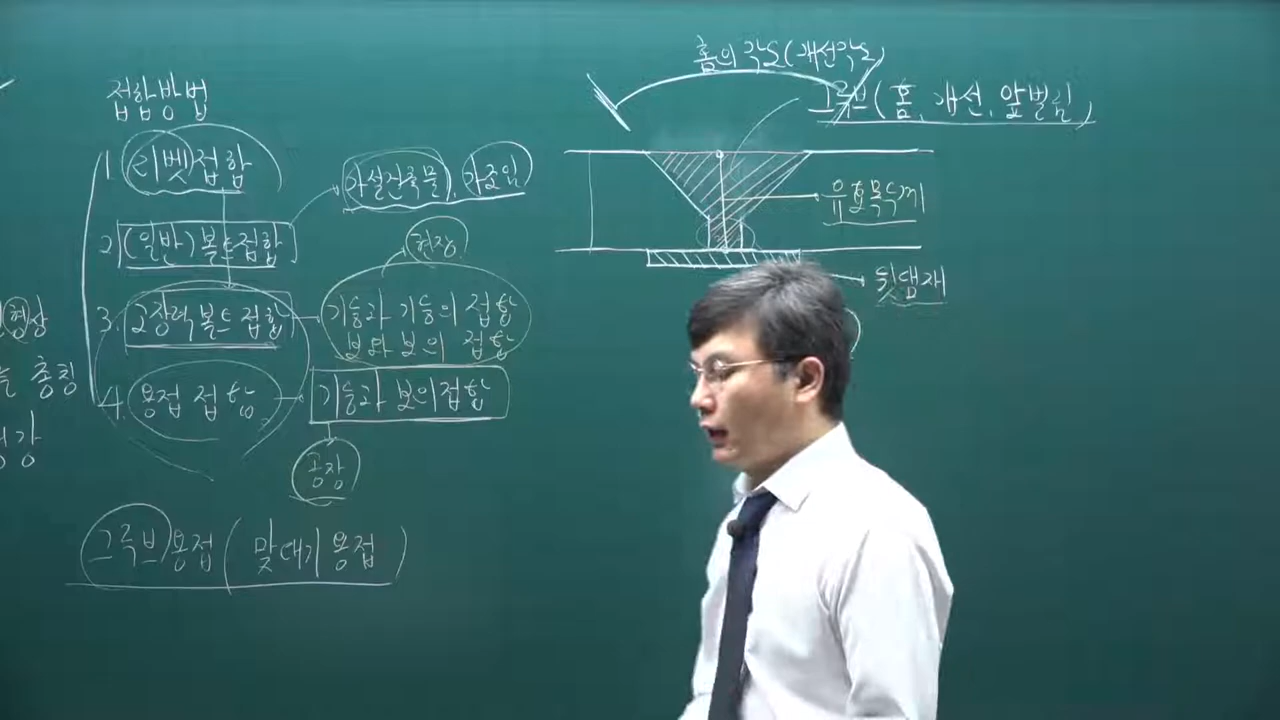 접합방법
1. 리벳접합
2. (일반)볼트접합
가설건축물, 가조임
현장
3. 고장력볼트접합
기둥과 기둥의 접합
보와 보의 접합
4. 용접 접합
기둥과 보의 접합
공장
그루브용접(맞대기용접)
형상
총칭
홈의 각도(개선각도)
그루브(홈, 개선, 앞벌림)
유효목두께
뒷댐재